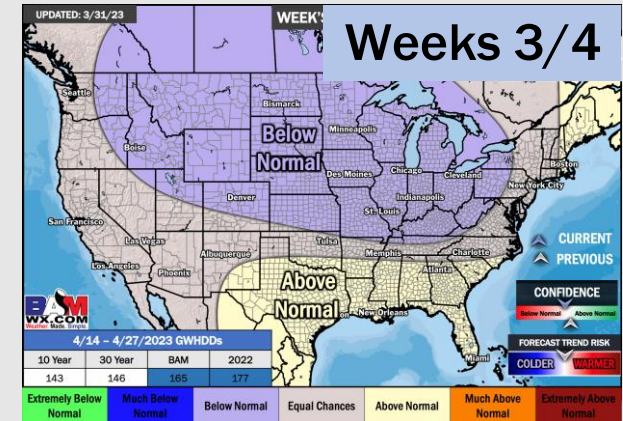 UPDATED: 3/31/23
WEEK'S
Weeks 3/4
Seattle
Bismarck
Below
Normal
Minneapolis
Boise
Boston
Des Moines
Chicago
Cleveland
New York City
Denver
Indianapolis
St. Louis
San Francisco
Las Vegas
Tulsa
Memphis
Charlotte
Albuquerque
Los Angeles
Phoenix
Atlanta
Above
Normal
New Orleans
Miami
CURRENT
PREVIOUS
CONFIDENCE
Below Normal Above Normal
FORECAST TREND RISK
COLDER WARMER
BAM
WX.COM
Weather. Made. Simple.
4/14 – 4/27/2023 GWHDDs
10 Year 30 Year BAM 2022
143 146 165 177
Extremely Below Normal
Much Below Normal
Below Normal
Equal Chances
Above Normal
Much Above Normal
Extremely Above Normal